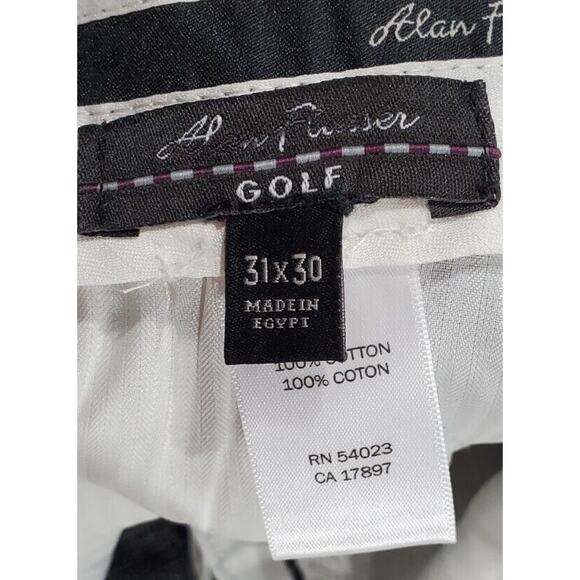 Alan F
Alan Flusser
GOLF
31x30
MADE IN
EGYPT
100% COTTON
100% COTON
RN 54023
CA 17897